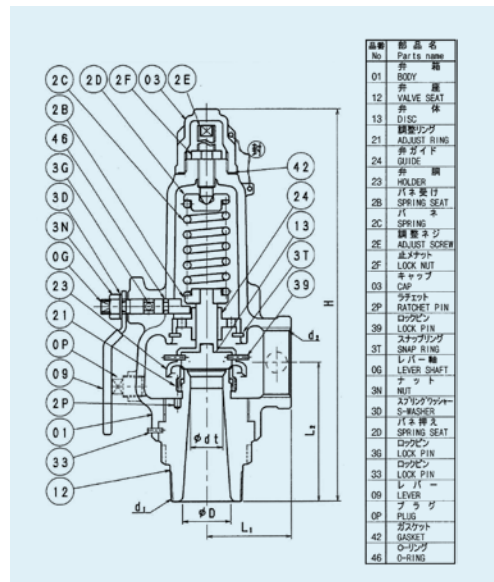 2C
2D
2F
03
2E
2B
46
3G
3D
3N
0G
23
21
0P
09
2P
01
33
12
封
42
24
13
3T
39
H
d₂
L₂
φdt
d₁
φD
L₁
品番 部品名
No Parts name
弁箱
01 BODY
弁座
12 VALVE SEAT
弁体
13 DISC
調整リング
21 ADJUST RING
弁ガイド
24 GUIDE
弁胴
23 HOLDER
バネ受け
2B SPRING SEAT
バネ
2C SPRING
調整ネジ
2E ADJUST SCREW
止メナット
2F LOCK NUT
キャップ
03 CAP
ラチェット
2P RATCHET PIN
ロックピン
39 LOCK PIN
スナップリング
3T SNAP RING
レバー軸
0G LEVER SHAFT
ナット
3N NUT
スプリングワッシャー
3D S-WASHER
バネ押え
2D SPRING SEAT
ロックピン
3G LOCK PIN
ロックピン
33 LOCK PIN
レバー
09 LEVER
プラグ
0P PLUG
ガスケット
42 GASKET
O-リング
46 O-RING